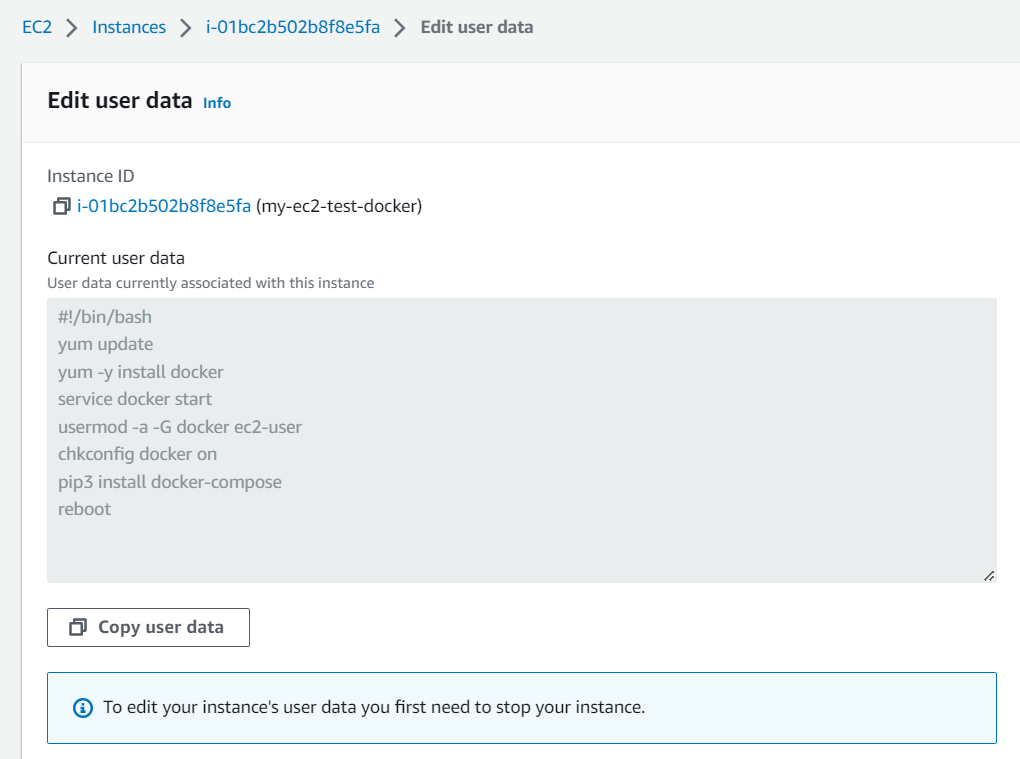 EC2 > Instances > i-01bc2b502b8f8e5fa > Edit user data
Edit user data Info
Instance ID
i-01bc2b502b8f8e5fa (my-ec2-test-docker)
Current user data
User data currently associated with this instance
#!/bin/bash
yum update
yum -y install docker
service docker start
usermod -a -G docker ec2-user
chkconfig docker on
pip3 install docker-compose
reboot
Copy user data
To edit your instance's user data you first need to stop your instance.